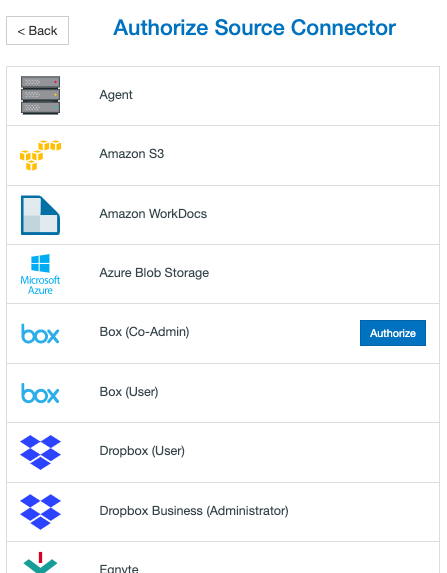 < Back
Authorize Source Connector
Agent
Amazon S3
Amazon WorkDocs
Microsoft
Azure
Azure Blob Storage
box
Box (Co-Admin)
Authorize
box
Box (User)
Dropbox (User)
Dropbox Business (Administrator)
Egnyte